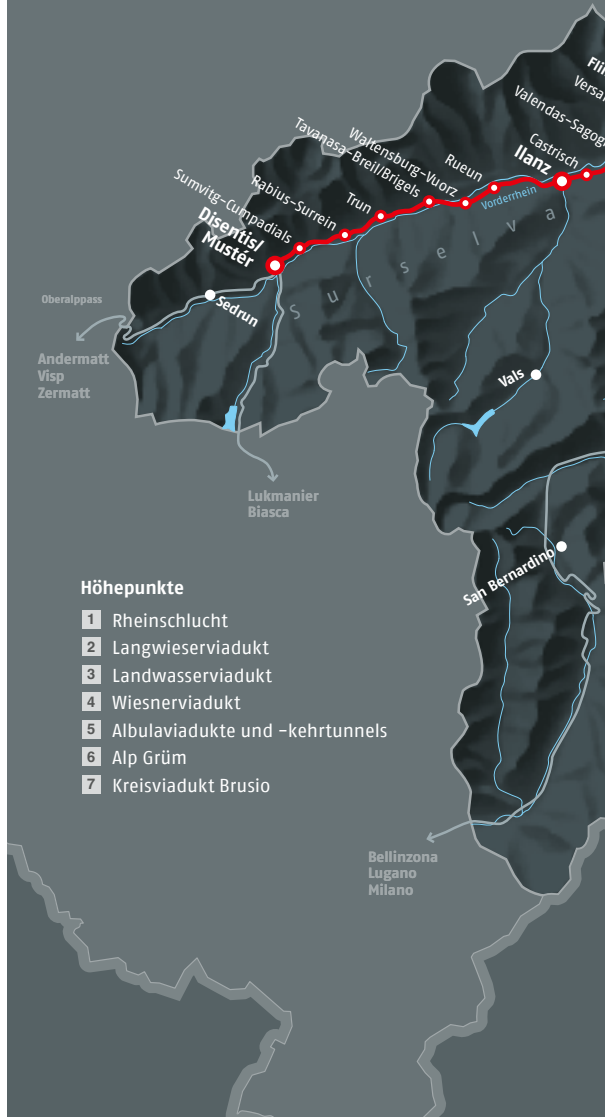 Versa
Valendas–Sagog
Castrisch
Ilanz
Rueun
Waltensburg–Vuorz
Tavanasa–Breil/Brigels
Trun
Rabius–Surrein
Sumvitg–Cumpadials
Disentis/
Mustér
Vorderrhein
Surselva
Oberalppass
Sedrun
Andermatt
Visp
Zermatt
Vals
Lukmanier
Biasca
San Bernardino
Höhepunkte
1 Rheinschlucht
2 Langwieserviadukt
3 Landwasserviadukt
4 Wiesnerviadukt
5 Albulaviadukte und –kehrtunnels
6 Alp Grüm
7 Kreisviadukt Brusio
Bellinzona
Lugano
Milano